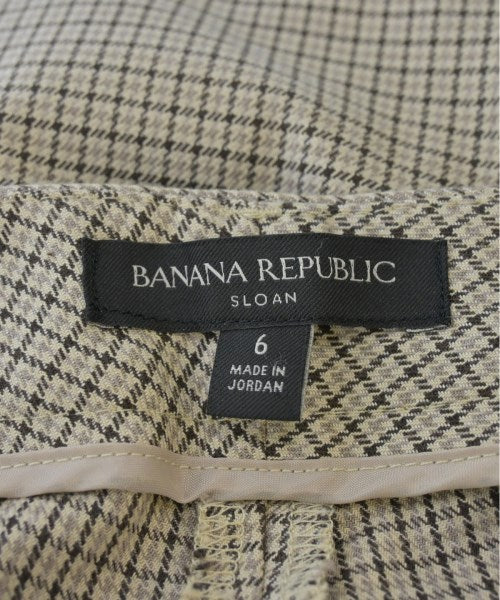 BANANA REPUBLIC
SLOAN
6
MADE IN
JORDAN